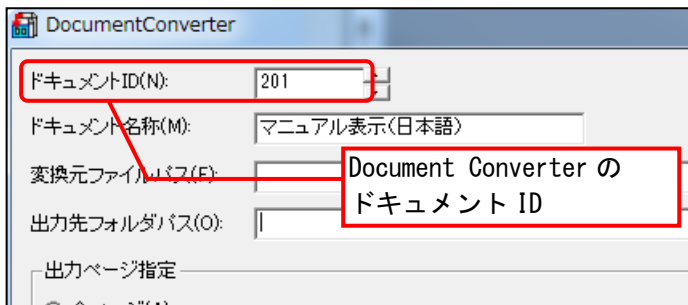 DocumentConverter
ドキュメントID(N):
201
ドキュメント名称(M):
マニュアル表示(日本語)
変換元ファイルパス(F):
Document Converter の
ドキュメント ID
出力先フォルダパス(O):
出力ページ指定